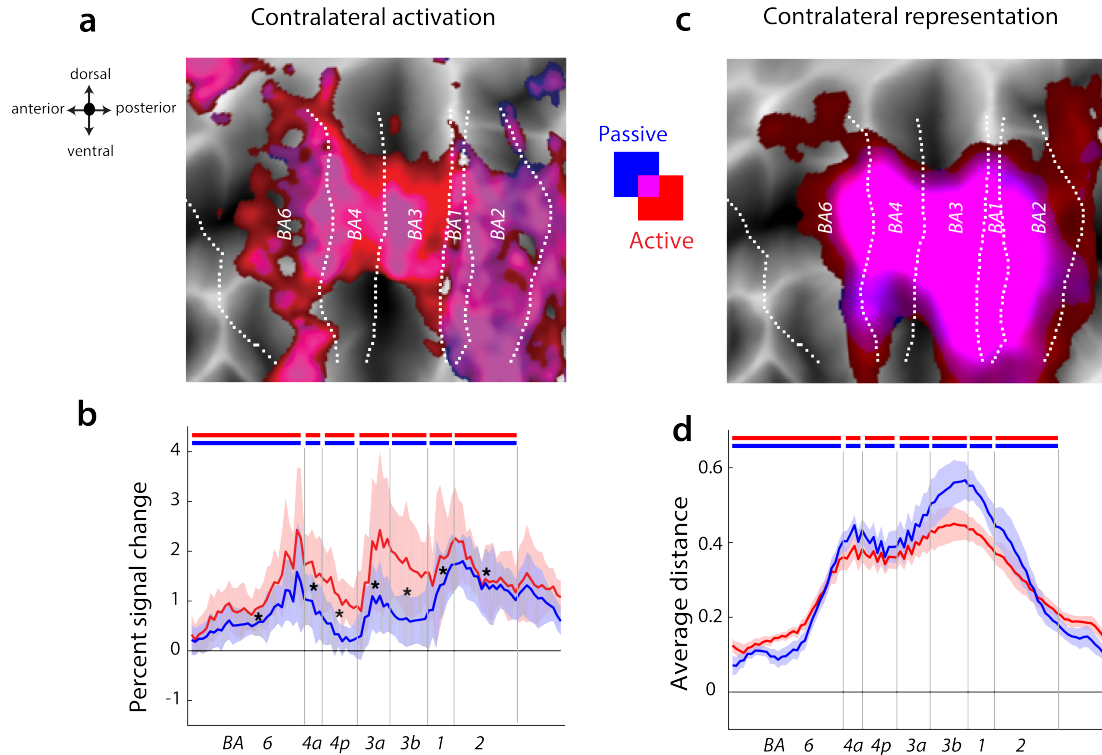 a
Contralateral activation
dorsal
anterior
posterior
ventral
BA6
BA4
BA3
BA1
BA2
c
Contralateral representation
Passive
Active
BA6
BA4
BA3
BA1
BA2
b
Percent signal change
4
3
2
1
0
-1
*
*
*
*
*
*
*
BA 6 4a 4p 3a 3b 1 2
d
Average distance
0.6
0.4
0.2
0
BA 6 4a 4p 3a 3b 1 2